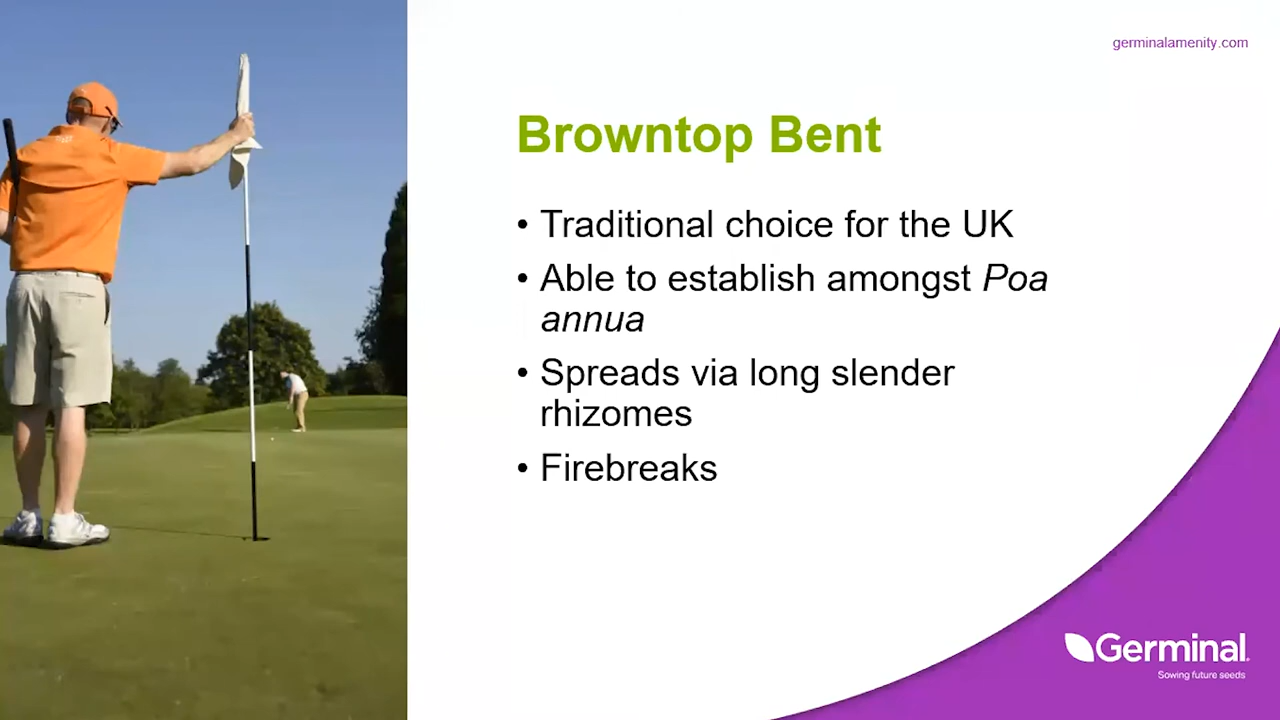 germinalamenity.com
Browntop Bent
• Traditional choice for the UK
• Able to establish amongst Poa
annua
• Spreads via long slender
rhizomes
• Firebreaks
Germinal
Sowing future seeds